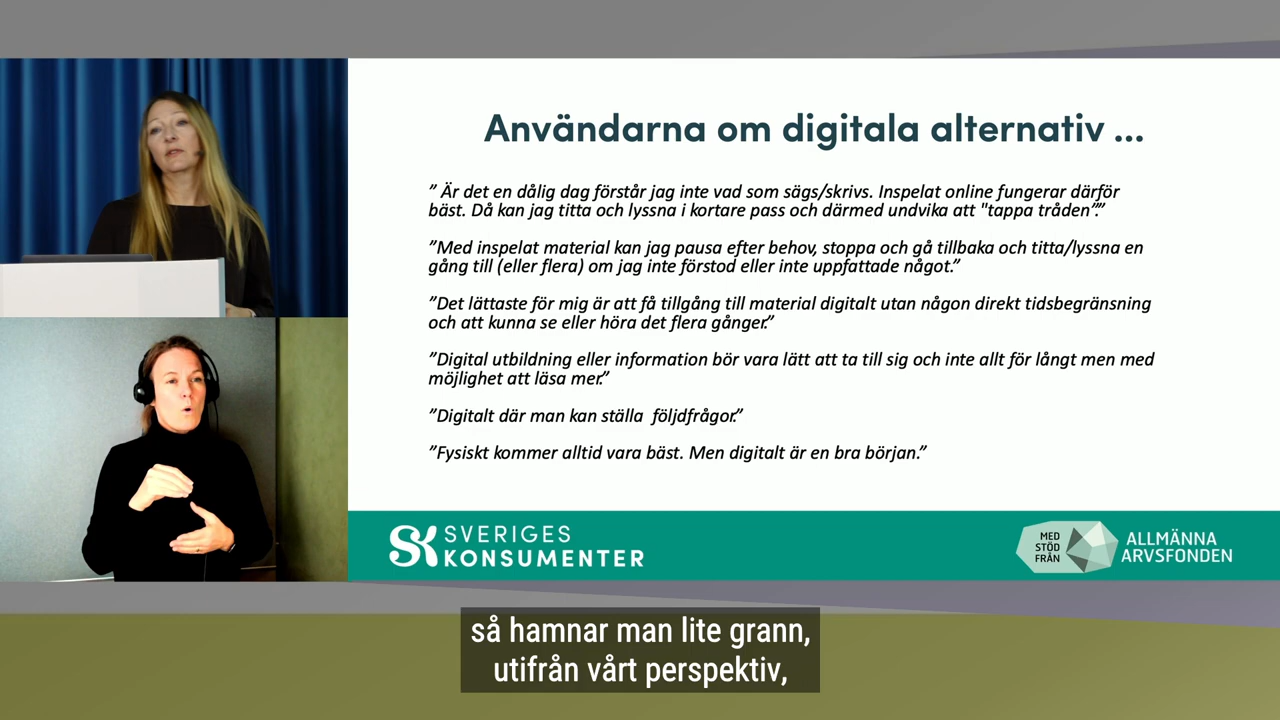 Användarna om digitala alternativ ...
” Är det en dålig dag förstår jag inte vad som sägs/skrivs. Inspelat online fungerar därför
bäst. Då kan jag titta och lyssna i kortare pass och därmed undvika att "tappa tråden”.””
”Med inspelat material kan jag pausa efter behov, stoppa och gå tillbaka och titta/lyssna en
gång till (eller flera) om jag inte förstod eller inte uppfattade något.”
”Det lättaste för mig är att få tillgång till material digitalt utan någon direkt tidsbegränsning
och att kunna se eller höra det flera gånger.”
”Digital utbildning eller information bör vara lätt att ta till sig och inte allt för långt men med
möjlighet att läsa mer.”
”Digitalt där man kan ställa  följdfrågor.”
”Fysiskt kommer alltid vara bäst. Men digitalt är en bra början.”
SK SVERIGES
KONSUMENTER
MED
STÖD
FRÅN
ALLMÄNNA
ARVSFONDEN
så hamnar man lite grann,
utifrån vårt perspektiv,